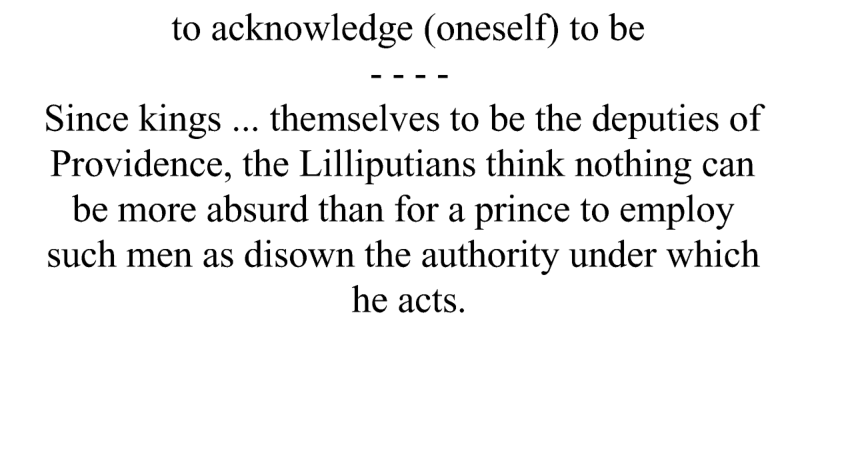 to acknowledge (oneself) to be
- - - -
Since kings ... themselves to be the deputies of
Providence, the Lilliputians think nothing can
be more absurd than for a prince to employ
such men as disown the authority under which
he acts.